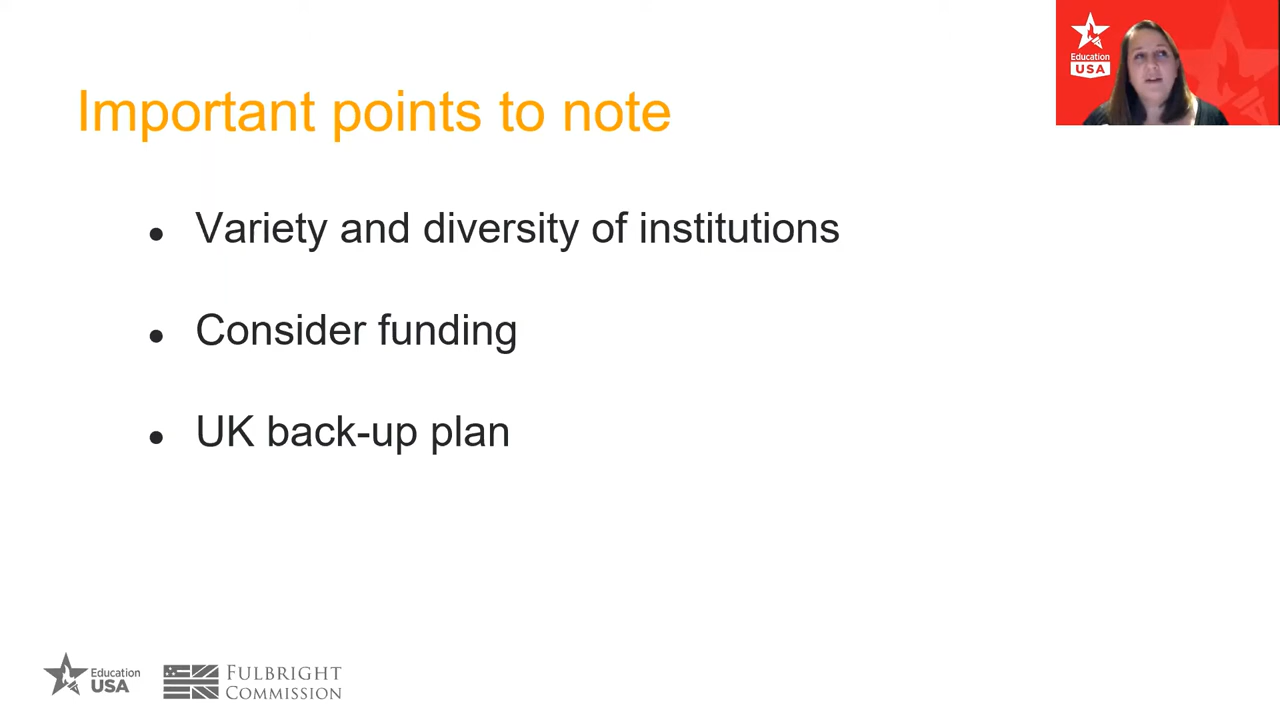 Education
USA
Important points to note
• Variety and diversity of institutions
• Consider funding
• UK back-up plan
Education
USA
FULBRIGHT
COMMISSION